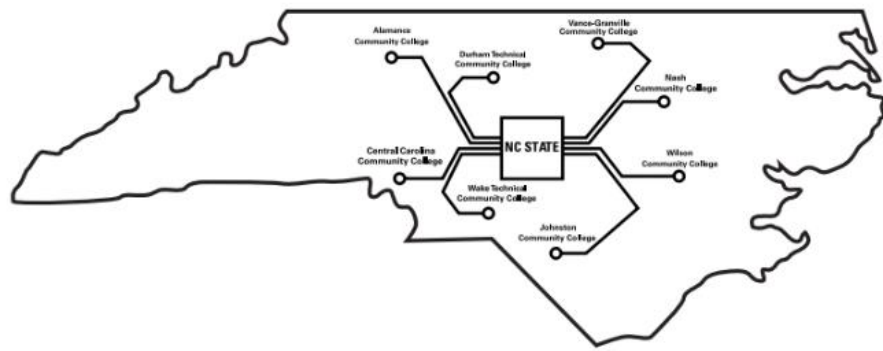 Alamance
Community College
Durham Technical
Community College
Vance-Granville
Community College
Nash
Community College
NC STATE
Central Carolina
Community College
Wilson
Community College
Wake Technical
Community College
Johnston
Community College